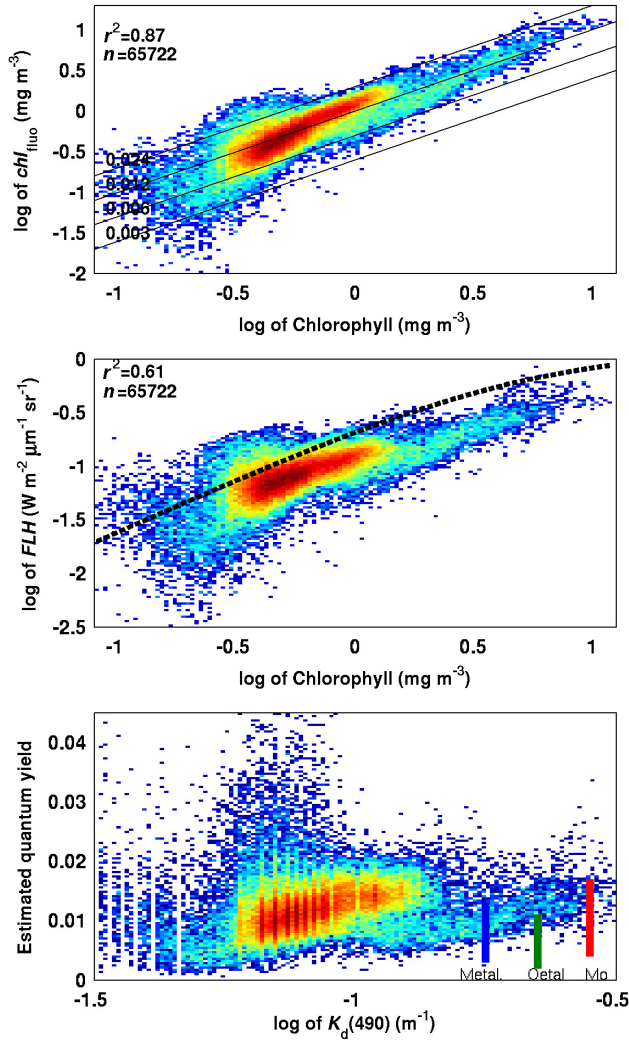 r²=0.87
n=65722
log of chl_fluo (mg m⁻³)
1
0.5
0
-0.5
-1
-1.5
-2
0.024
0.012
0.006
0.003
-1 -0.5 0 0.5 1
log of Chlorophyll (mg m⁻³)
r²=0.61
n=65722
log of FLH (W m⁻² μm⁻¹ sr⁻¹)
0
-0.5
-1
-1.5
-2
-2.5
-1 -0.5 0 0.5 1
log of Chlorophyll (mg m⁻³)
Estimated quantum yield
0.04
0.03
0.02
0.01
0
Metal. Oetal Mo
-1.5 -1 -0.5
log of K_d(490) (m⁻¹)